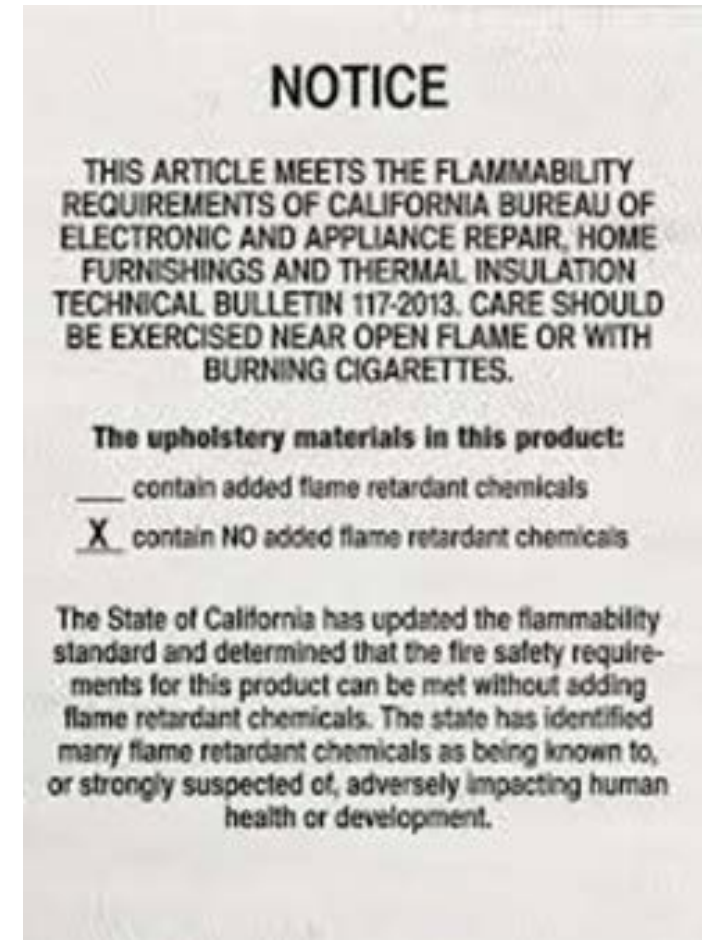 NOTICE
THIS ARTICLE MEETS THE FLAMMABILITY
REQUIREMENTS OF CALIFORNIA BUREAU OF
ELECTRONIC AND APPLIANCE REPAIR, HOME
FURNISHINGS AND THERMAL INSULATION
TECHNICAL BULLETIN 117-2013. CARE SHOULD
BE EXERCISED NEAR OPEN FLAME OR WITH
BURNING CIGARETTES.
The upholstery materials in this product:
___ contain added flame retardant chemicals
X contain NO added flame retardant chemicals
The State of California has updated the flammability
standard and determined that the fire safety require-
ments for this product can be met without adding
flame retardant chemicals. The state has identified
many flame retardant chemicals as being known to,
or strongly suspected of, adversely impacting human
health or development.